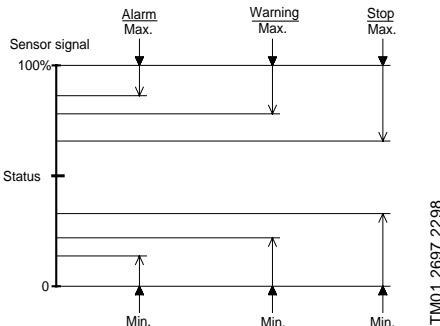 Alarm Warning Stop
Max. Max. Max.
Sensor signal
100%
Status
0
Min. Min. Min.
TM01 2697 2298